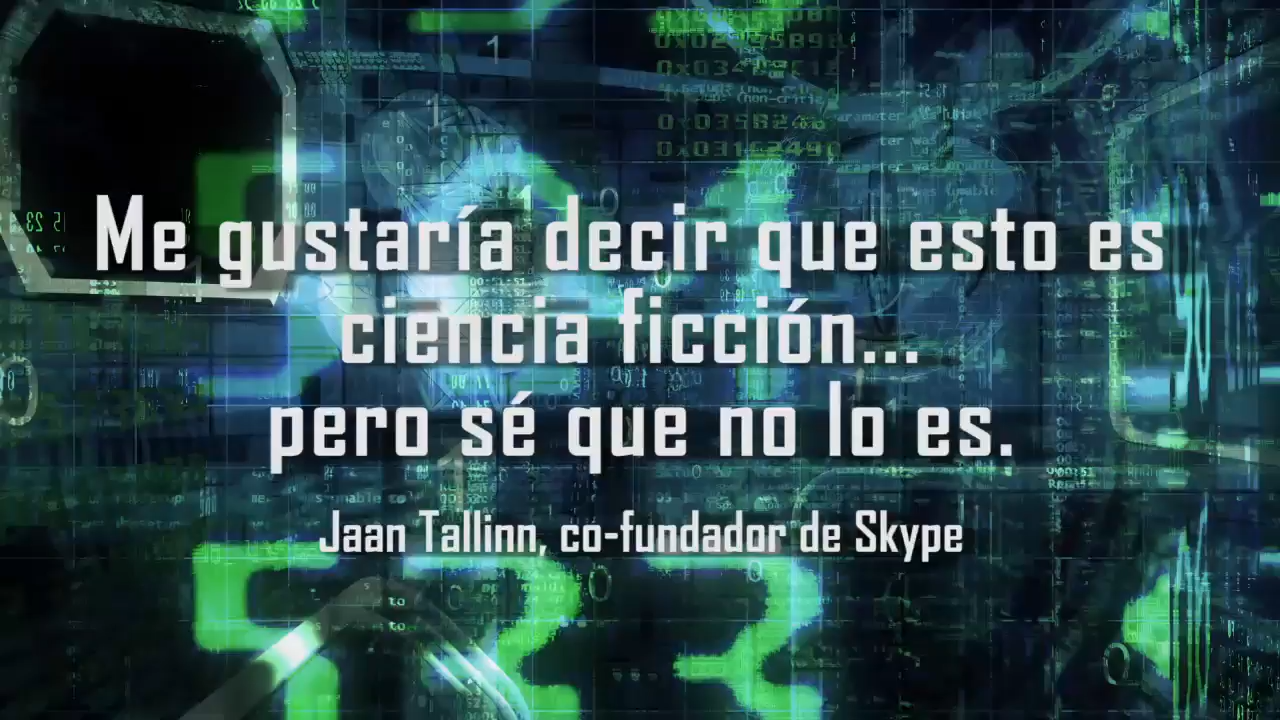 Me gustaría decir que esto es
ciencia ficción...
pero sé que no lo es.
Jaan Tallinn, co-fundador de Skype